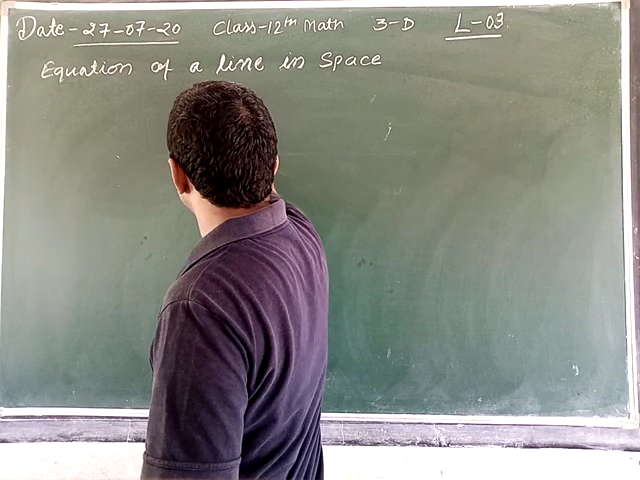 Date - 27-07-20 Class-12th Math 3-D L-03
Equation of a line in Space